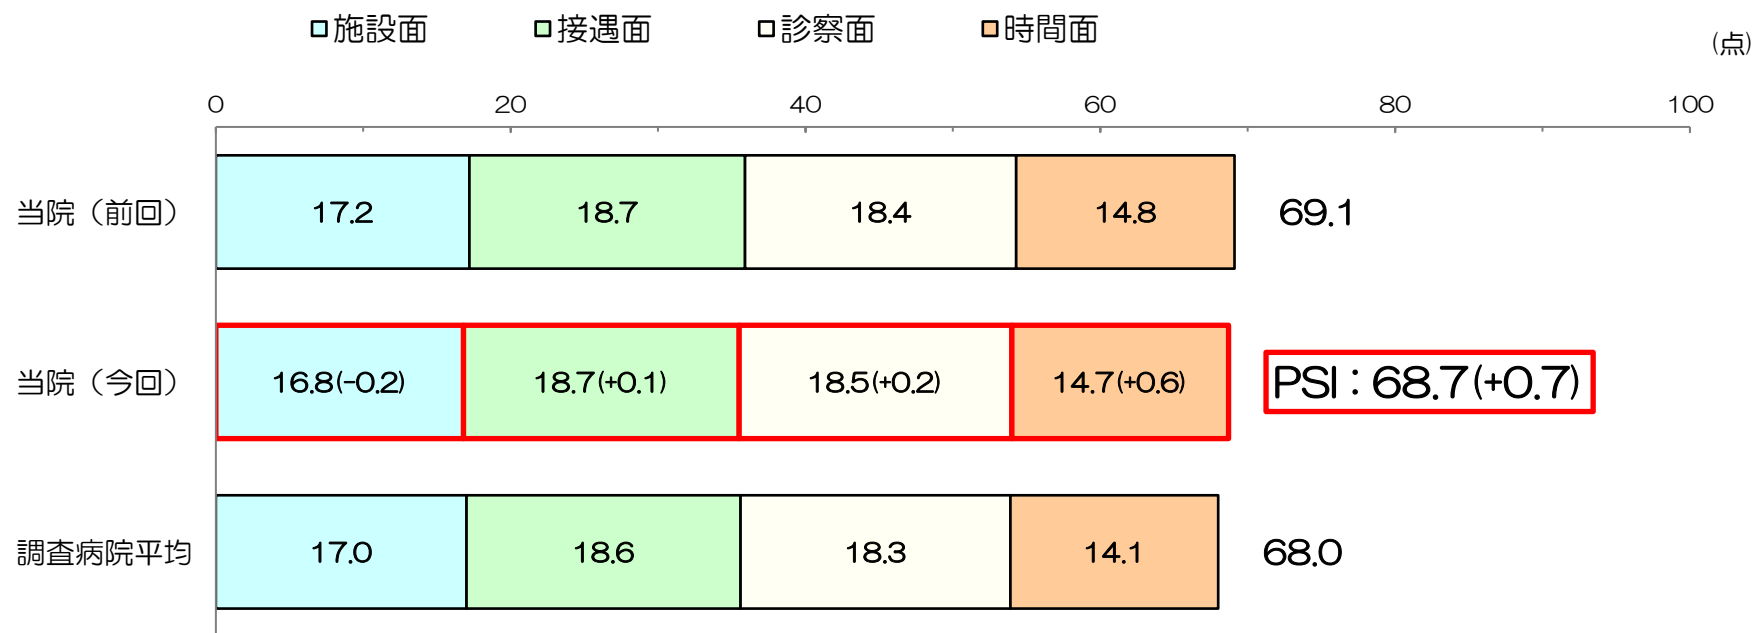 施設面 接遇面 診察面 時間面
(点)
0 20 40 60 80 100
当院（前回） 17.2 18.7 18.4 14.8 69.1
当院（今回） 16.8(-0.2) 18.7(+0.1) 18.5(+0.2) 14.7(+0.6) PSI：68.7(+0.7)
調査病院平均 17.0 18.6 18.3 14.1 68.0